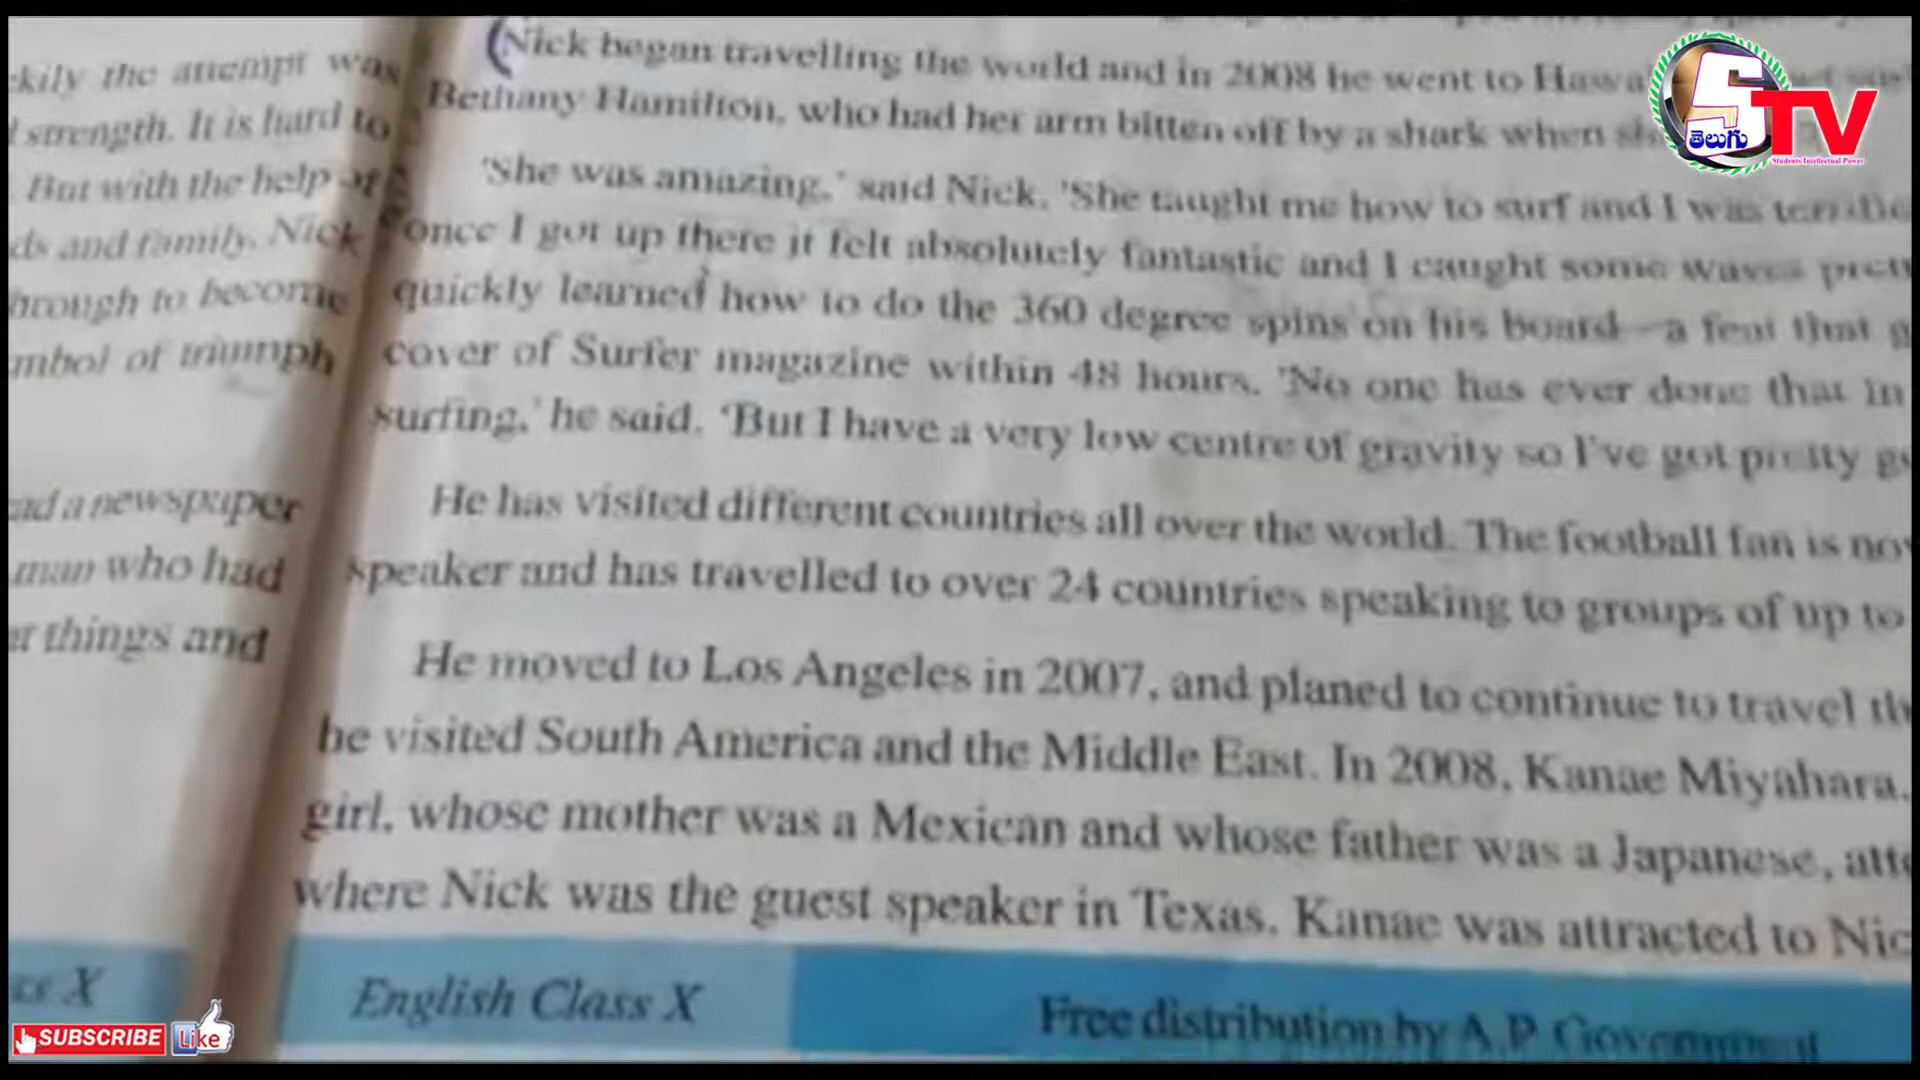 kily the attempt was
strength. It is hard to
But with the help of
ds and family, Nick
hrough to become
mbol of triumph
ad a newspaper
man who had
things and
Nick began travelling the world and in 2008 he went to
Bethany Hamilton, who had her arm bitten off by a shark when
'She was amazing,' said Nick. 'She taught me how to surf and I was
once I got up there it felt absolutely fantastic and I caught some waves
quickly learned how to do the 360 degree spins on his board—a feat that
cover of Surfer magazine within 48 hours. 'No one has ever done that in
surfing,' he said. 'But I have a very low centre of gravity so I've got pretty
He has visited different countries all over the world. The football fan is
speaker and has travelled to over 24 countries speaking to groups of up to
He moved to Los Angeles in 2007, and planed to continue to travel
he visited South America and the Middle East. In 2008, Kanae Miyahara,
girl, whose mother was a Mexican and whose father was a Japanese,
where Nick was the guest speaker in Texas. Kanae was attracted to
X
English Class X
Free distribution by A.P. Government
S TV
తెలుగు
Students Intellectual Power
SUBSCRIBE
Like